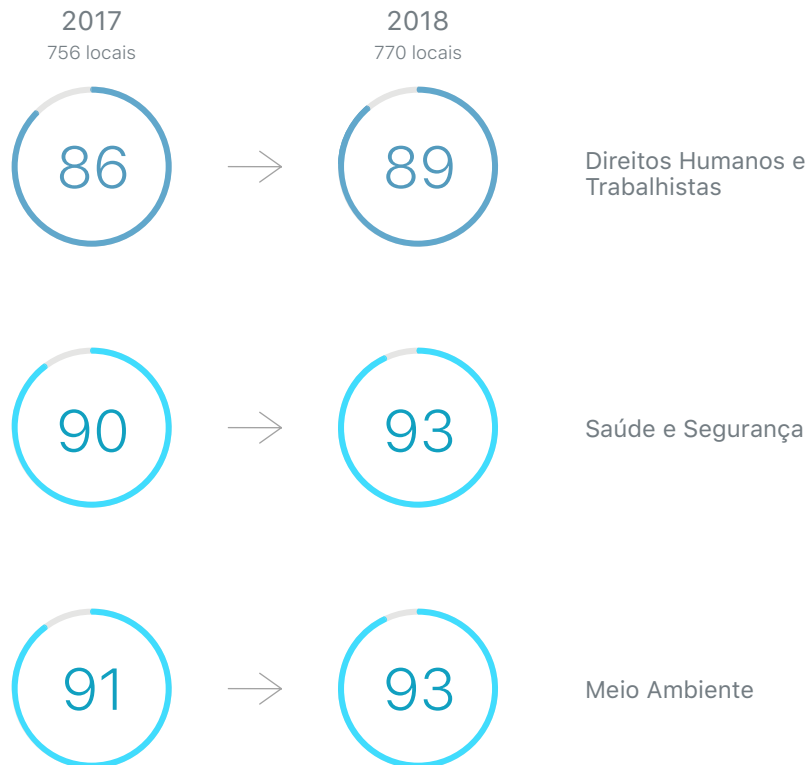 2017
756 locais
2018
770 locais
86
89
Direitos Humanos e
Trabalhistas
90
93
Saúde e Segurança
91
93
Meio Ambiente